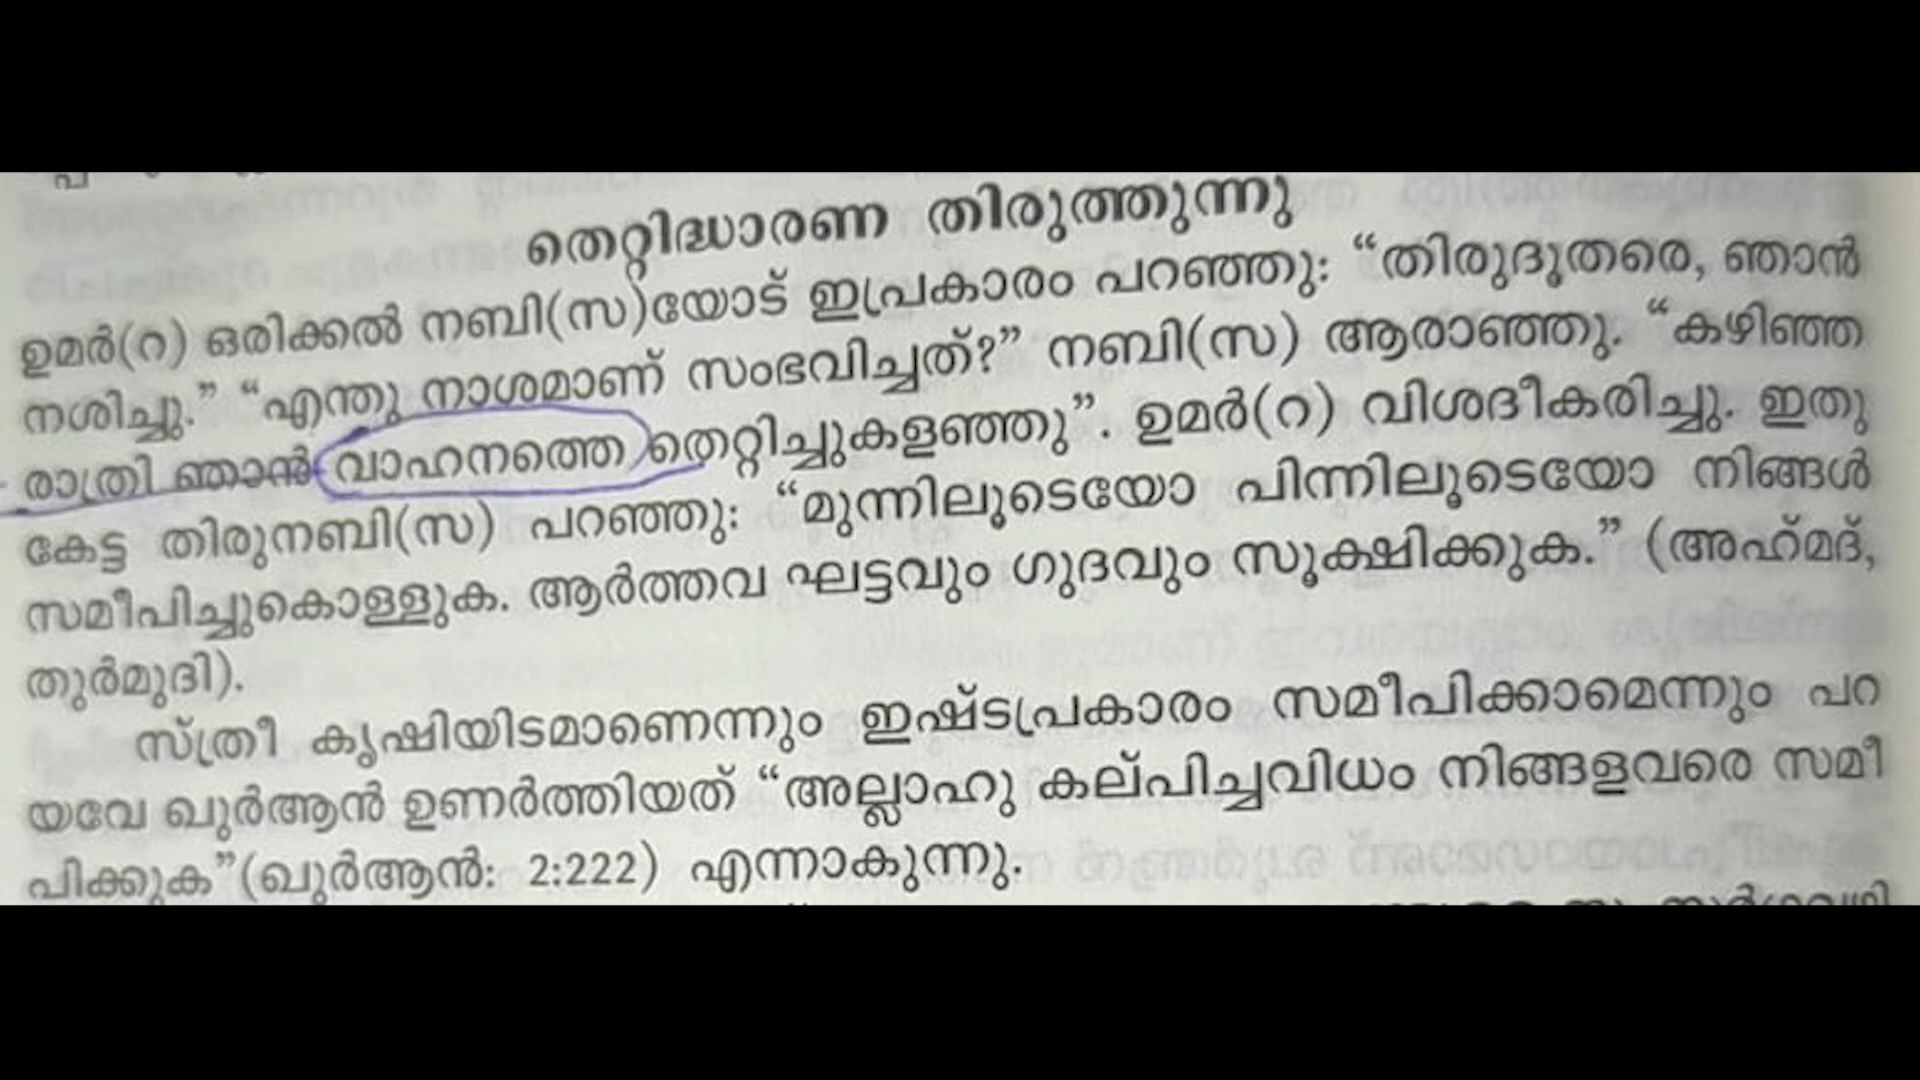 തെറ്റിദ്ധാരണ തിരുത്തുന്നു
ഉമർ(റ) ഒരിക്കൽ നബി(സ)യോട് ഇപ്രകാരം പറഞ്ഞു: “തിരുദൂതരെ, ഞാൻ
നശിച്ചു.” “എന്തു നാശമാണ് സംഭവിച്ചത്?” നബി(സ) ആരാഞ്ഞു. “കഴിഞ്ഞ
രാത്രി ഞാൻ വാഹനത്തെ തെറ്റിച്ചുകളഞ്ഞു”. ഉമർ(റ) വിശദീകരിച്ചു. ഇതു
കേട്ട തിരുനബി(സ) പറഞ്ഞു: “മുന്നിലൂടെയോ പിന്നിലൂടെയോ നിങ്ങൾ
സമീപിച്ചുകൊള്ളുക. ആർത്തവ ഘട്ടവും ഗുദവും സൂക്ഷിക്കുക.” (അഹ്മദ്,
തുർമുദി).
സ്ത്രീ കൃഷിയിടമാണെന്നും ഇഷ്ടപ്രകാരം സമീപിക്കാമെന്നും പറ
യവേ ഖുർആൻ ഉണർത്തിയത് “അല്ലാഹു കല്പിച്ചവിധം നിങ്ങളവരെ സമീ
പിക്കുക”(ഖുർആൻ: 2:222) എന്നാകുന്നു.